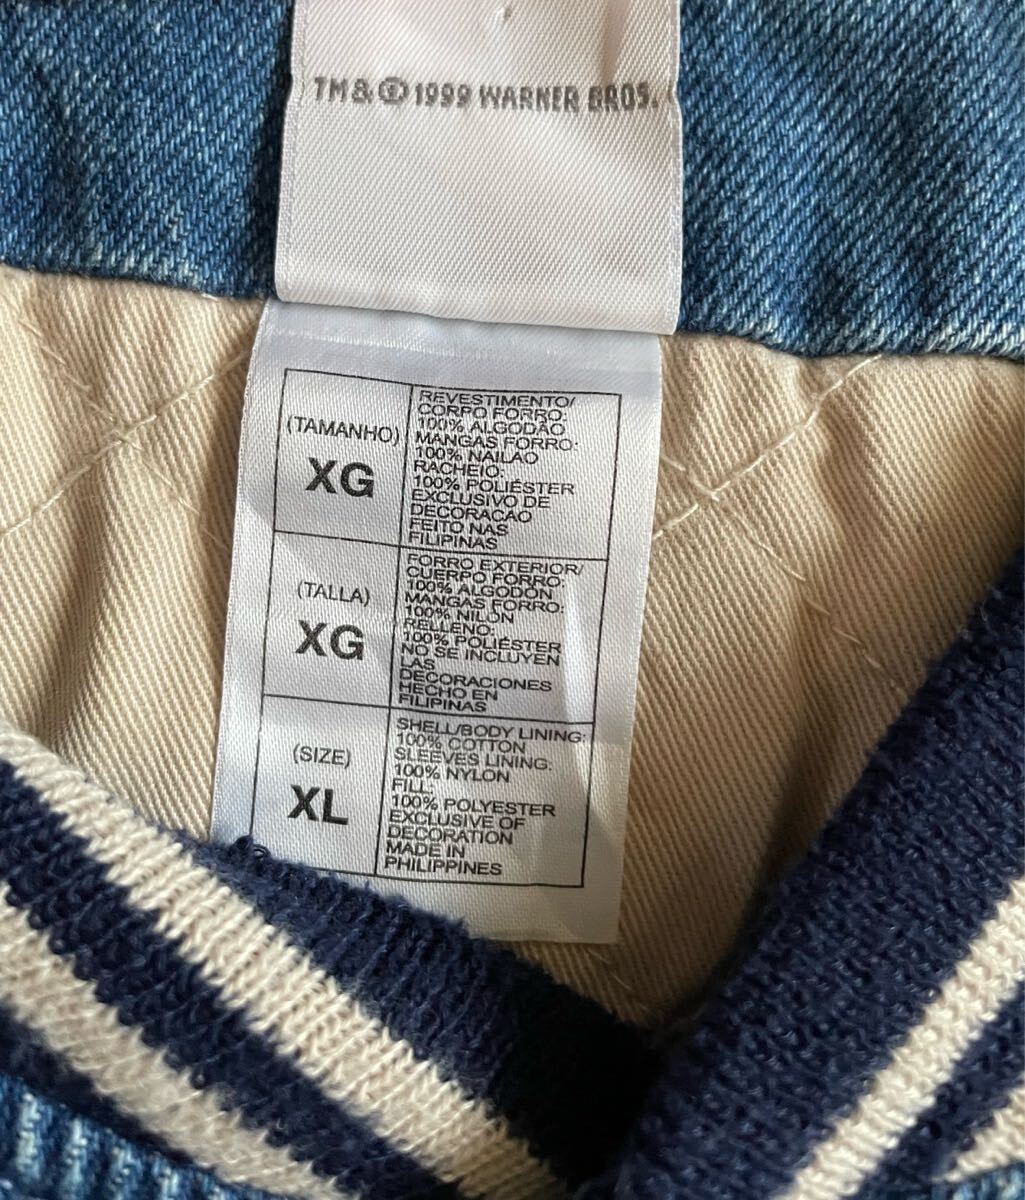 TM & © 1999 WARNER BROS.
(TAMANHO)
XG
REVESTIMENTO/
CORPO FORRO:
100% ALGODÃO
MANGAS FORRO:
100% NAILAO
RACHEIO:
100% POLIÉSTER
EXCLUSIVO DE
DECORACAO
FEITO NAS
FILIPINAS
(TALLA)
XG
FORRO EXTERIOR/
CUERPO FORRO:
100% ALGODÓN
MANGAS FORRO:
100% NILÓN
RELLENO:
100% POLIÉSTER
NO SE INCLUYEN
LAS
DECORACIONES
HECHO EN
FILIPINAS
(SIZE)
XL
SHELL/BODY LINING:
100% COTTON
SLEEVES LINING:
100% NYLON
FILL:
100% POLYESTER
EXCLUSIVE OF
DECORATION
MADE IN
PHILIPPINES